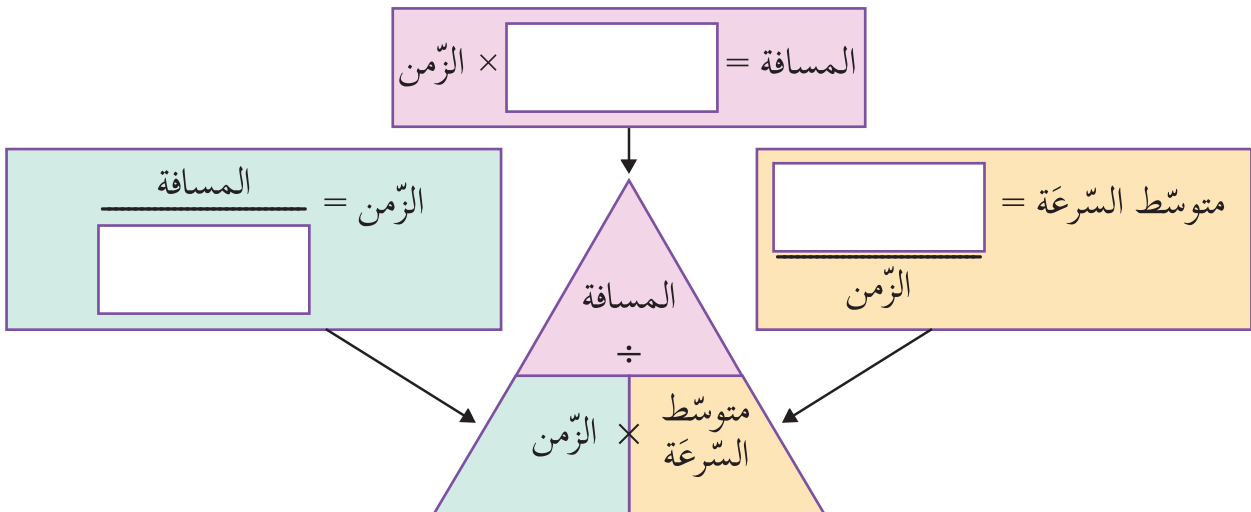 المسافة = × الزّمن
متوسّط السّرعَة =
الزّمن
الزّمن = المسافة
المسافة
÷
متوسّط
السّرعَة
×
الزّمن